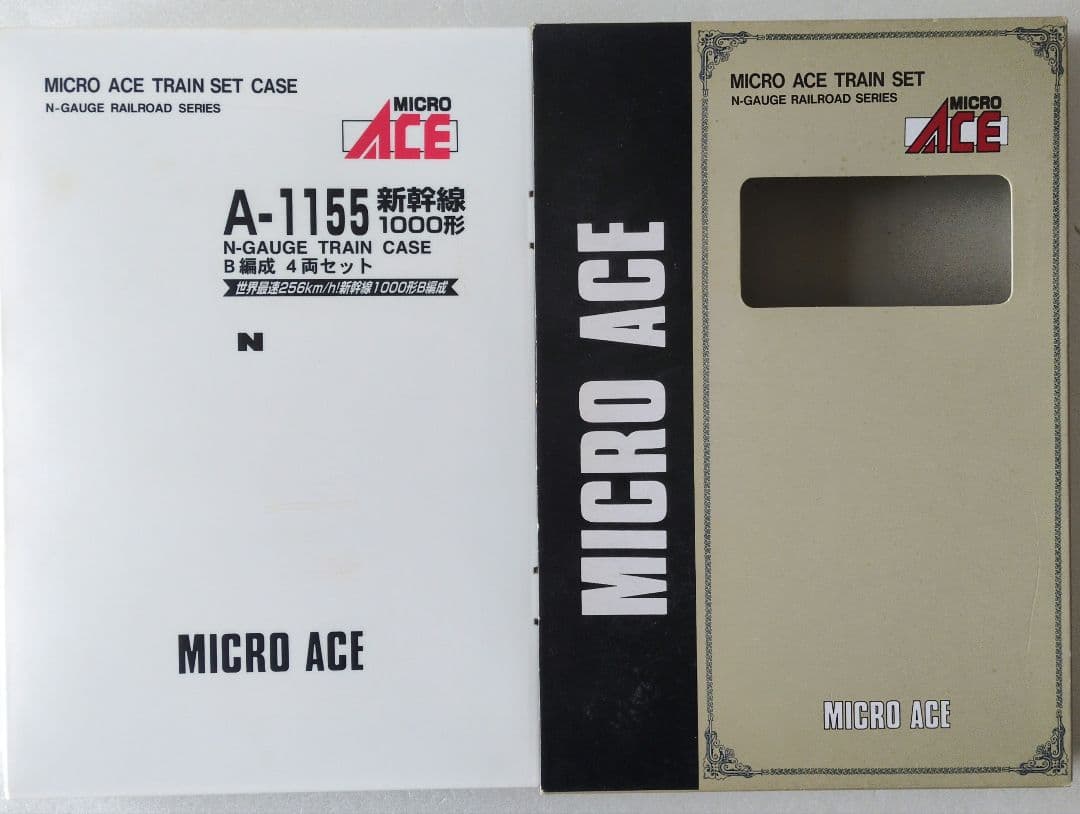 MICRO ACE TRAIN SET CASE
N-GAUGE RAILROAD SERIES
MICRO
ACE
A-1155 新幹線
1000形
N-GAUGE TRAIN CASE
B編成 4両セット
世界最速256km/h!新幹線1000形B編成
N
MICRO ACE
MICRO ACE
MICRO ACE TRAIN SET
N-GAUGE RAILROAD SERIES
MICRO
ACE
MICRO ACE